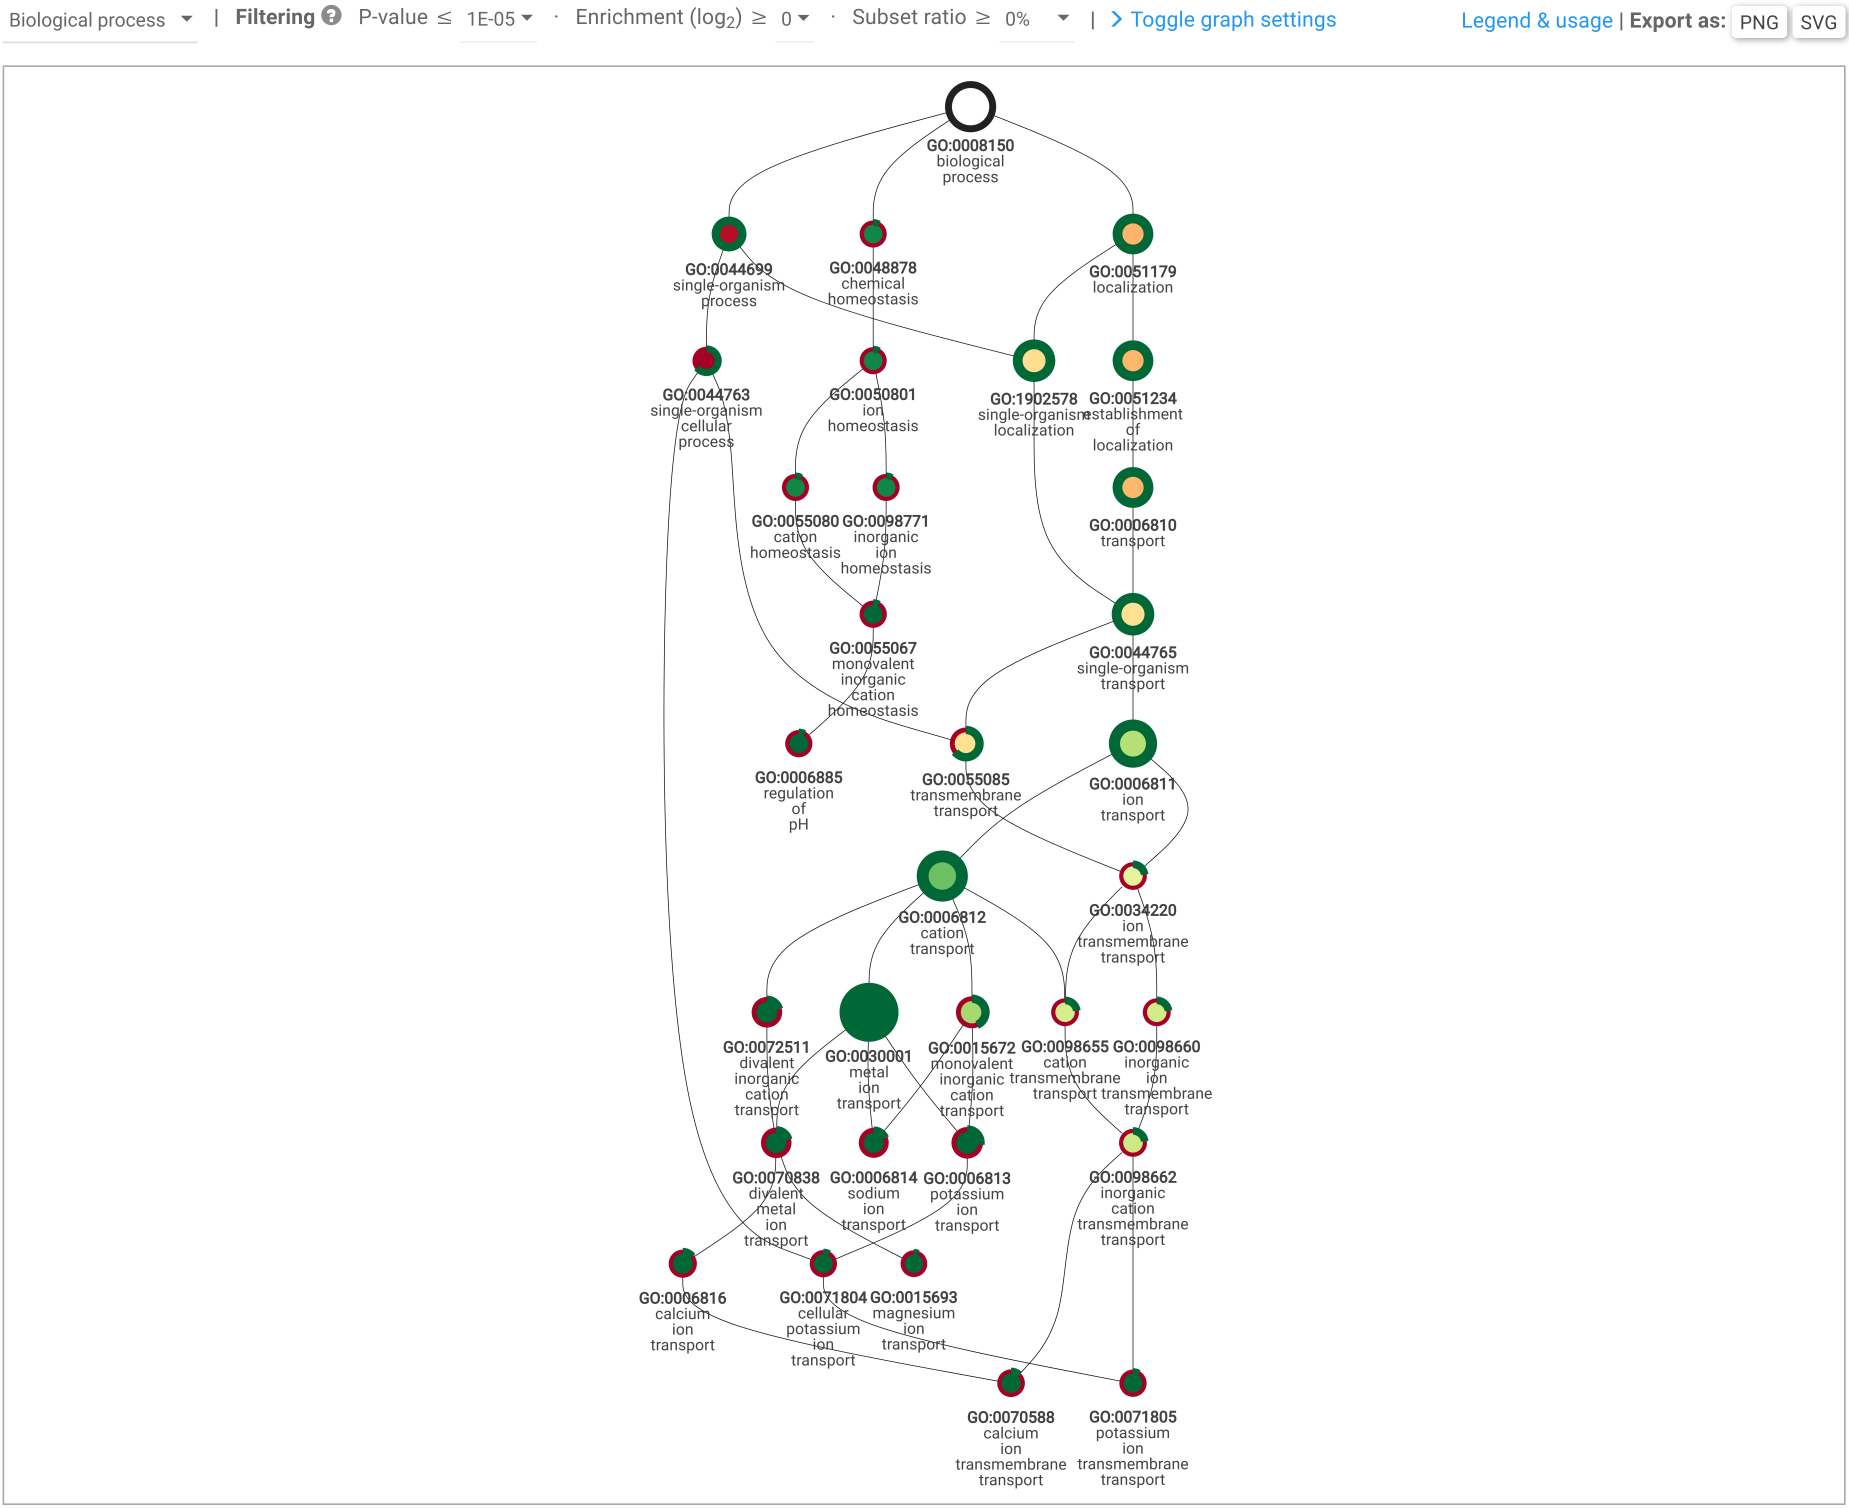 Biological process | Filtering ? P-value ≤ 1E-05 · Enrichment (log2) ≥ 0 · Subset ratio ≥ 0% | Toggle graph settings Legend & usage | Export as: PNG SVG
GO:0008150
biological
process
GO:0044699
single-organism
process
GO:0048878
chemical
homeostasis
GO:0051179
localization
GO:0044763
single-organism
cellular
process
GO:0050801
ion
homeostasis
GO:1902578
single-organism
localization
GO:0051234
establishment
of
localization
GO:0055080
cation
homeostasis
GO:0098771
inorganic
ion
homeostasis
GO:0006810
transport
GO:0055067
monovalent
inorganic
cation
homeostasis
GO:0044765
single-organism
transport
GO:0006885
regulation
of
pH
GO:0055085
transmembrane
transport
GO:0006811
ion
transport
GO:0006812
cation
transport
GO:0034220
ion
transmembrane
transport
GO:0072511
divalent
inorganic
cation
transport
GO:0030001
metal
ion
transport
GO:0015672
monovalent
inorganic
cation
transport
GO:0098655
cation
transmembrane
transport
GO:0098660
inorganic
ion
transmembrane
transport
GO:0070838
divalent
metal
ion
transport
GO:0006814
sodium
ion
transport
GO:0006813
potassium
ion
transport
GO:0098662
inorganic
cation
transmembrane
transport
GO:0006816
calcium
ion
transport
GO:0071804
cellular
potassium
ion
transport
GO:0015693
magnesium
ion
transport
GO:0070588
calcium
ion
transmembrane
transport
GO:0071805
potassium
ion
transmembrane
transport